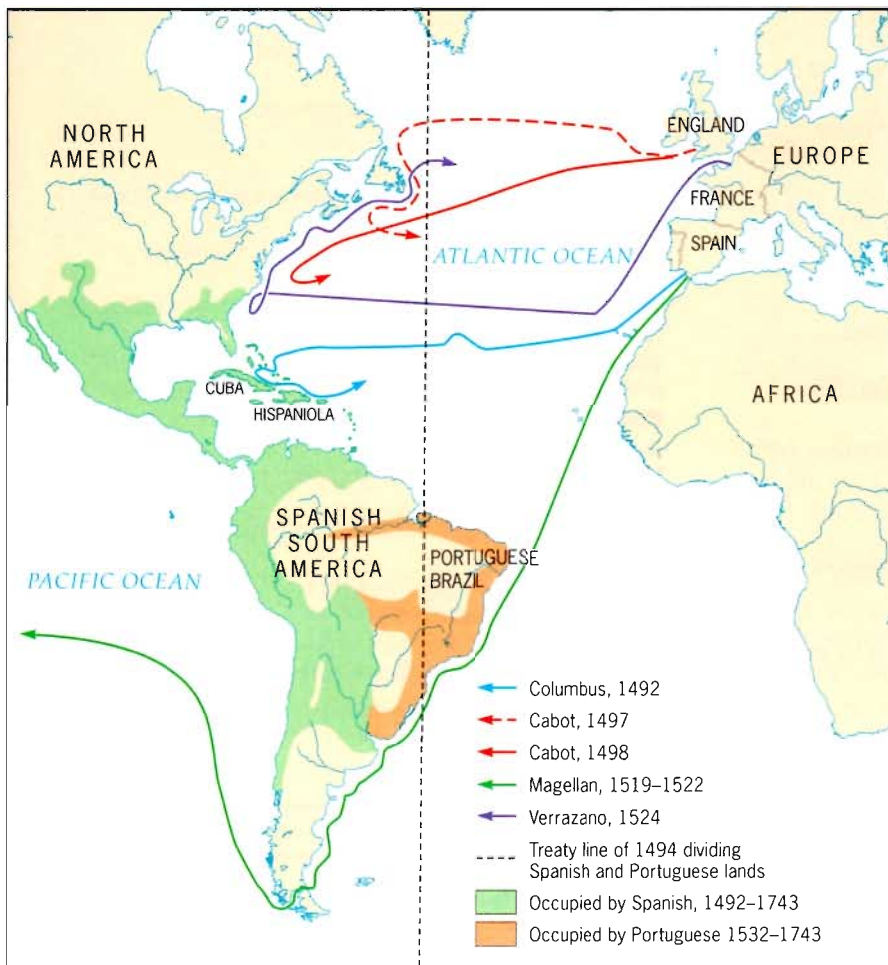 NORTH
AMERICA
ENGLAND
EUROPE
FRANCE
SPAIN
ATLANTIC OCEAN
CUBA
HISPANIOLA
AFRICA
SPANISH
SOUTH
AMERICA
PORTUGUESE
BRAZIL
PACIFIC OCEAN
Columbus, 1492
Cabot, 1497
Cabot, 1498
Magellan, 1519–1522
Verrazano, 1524
Treaty line of 1494 dividing
Spanish and Portuguese lands
Occupied by Spanish, 1492–1743
Occupied by Portuguese 1532–1743